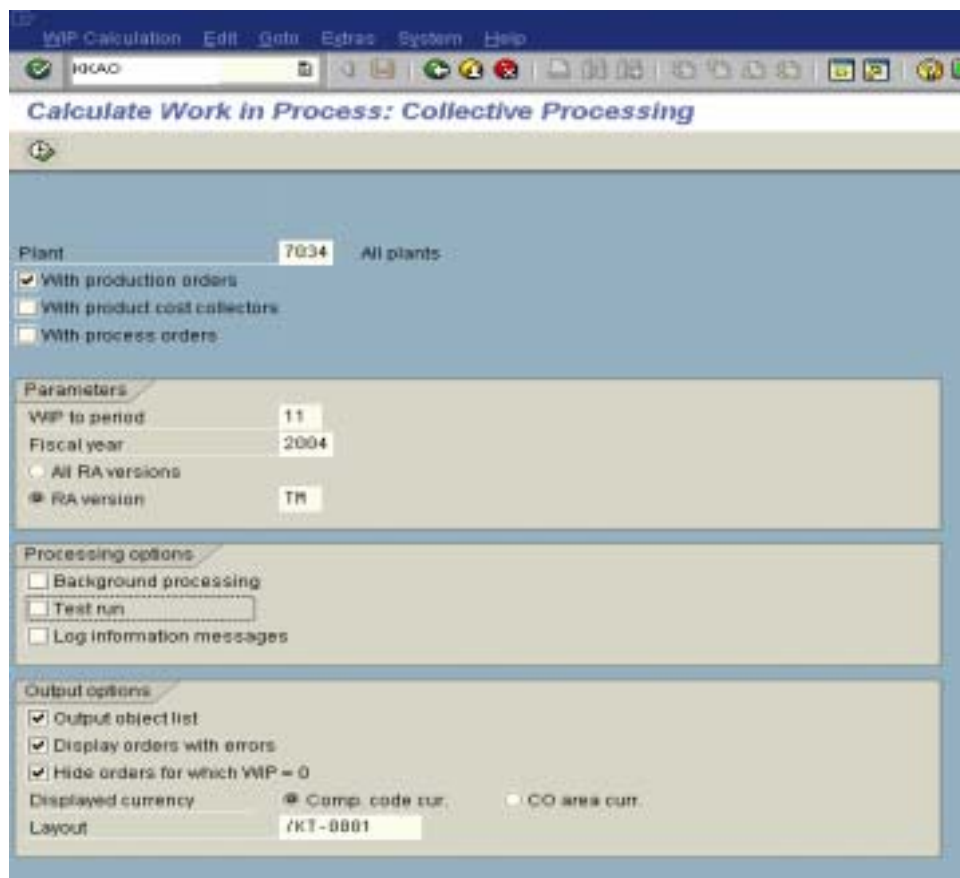 WIP Calculation Edit Goto Extras System Help
KKAO
Calculate Work in Process: Collective Processing
Plant 7034 All plants
With production orders
With product cost collectors
With process orders
Parameters
WIP to period 11
Fiscal year 2004
All RA versions
RA version TM
Processing options
Background processing
Test run
Log information messages
Output options
Output object list
Display orders with errors
Hide orders for which WIP = 0
Displayed currency Comp. code cur. CO area curr.
Layout /KT-0001